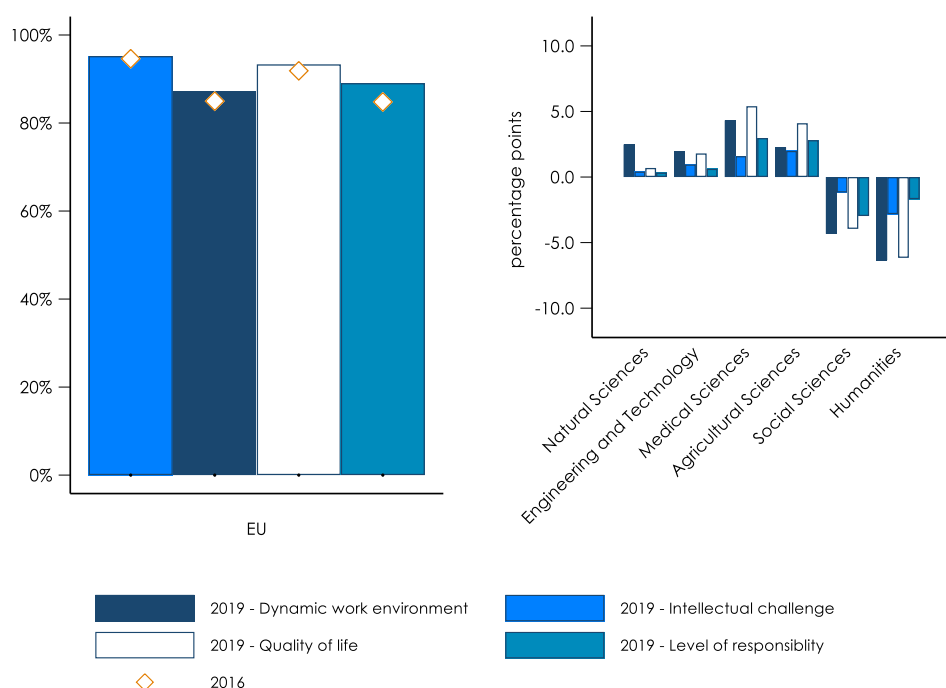 100%
80%
60%
40%
20%
0%
EU
percentage points
10.0
5.0
0.0
-5.0
-10.0
Natural Sciences
Engineering and Technology
Medical Sciences
Agricultural Sciences
Social Sciences
Humanities
2019 - Dynamic work environment
2019 - Intellectual challenge
2019 - Quality of life
2019 - Level of responsiblity
2016